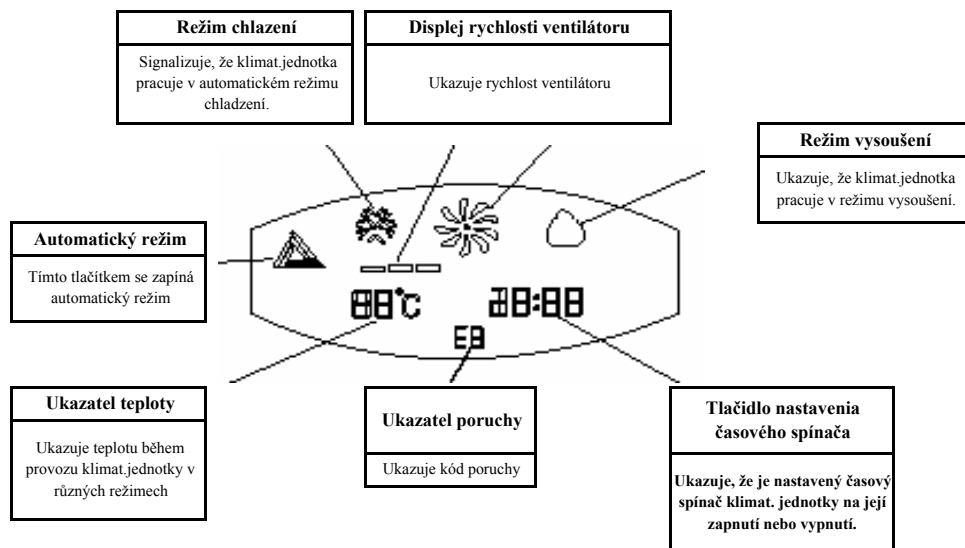 Režim chlazení
Signalizuje, že klimat.jednotka
pracuje v automatickém režimu
chladzení.
Displej rychlosti ventilátoru
Ukazuje rychlost ventilátoru
Režim vysoušení
Ukazuje, že klimat.jednotka
pracuje v režimu vysoušení.
Automatický režim
Tímto tlačítkem se zapíná
automatický režim
88°C
28:88
E8
Ukazatel teploty
Ukazuje teplotu během
provozu klimat.jednotky v
různých režimech
Ukazatel poruchy
Ukazuje kód poruchy
Tlačidlo nastavenia
časového spínača
Ukazuje, že je nastavený časový
spínač klimat. jednotky na její
zapnutí nebo vypnutí.